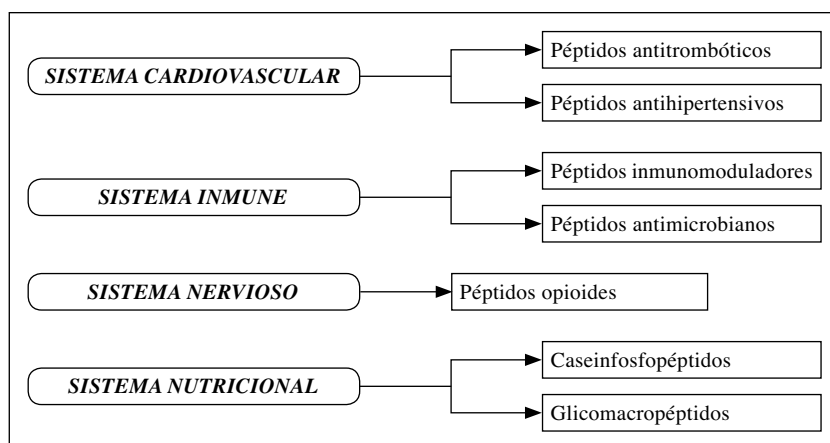 SISTEMA CARDIOVASCULAR
Péptidos antitrombóticos
Péptidos antihipertensivos
SISTEMA INMUNE
Péptidos inmunomoduladores
Péptidos antimicrobianos
SISTEMA NERVIOSO
Péptidos opioides
SISTEMA NUTRICIONAL
Caseinfosfopéptidos
Glicomacropéptidos